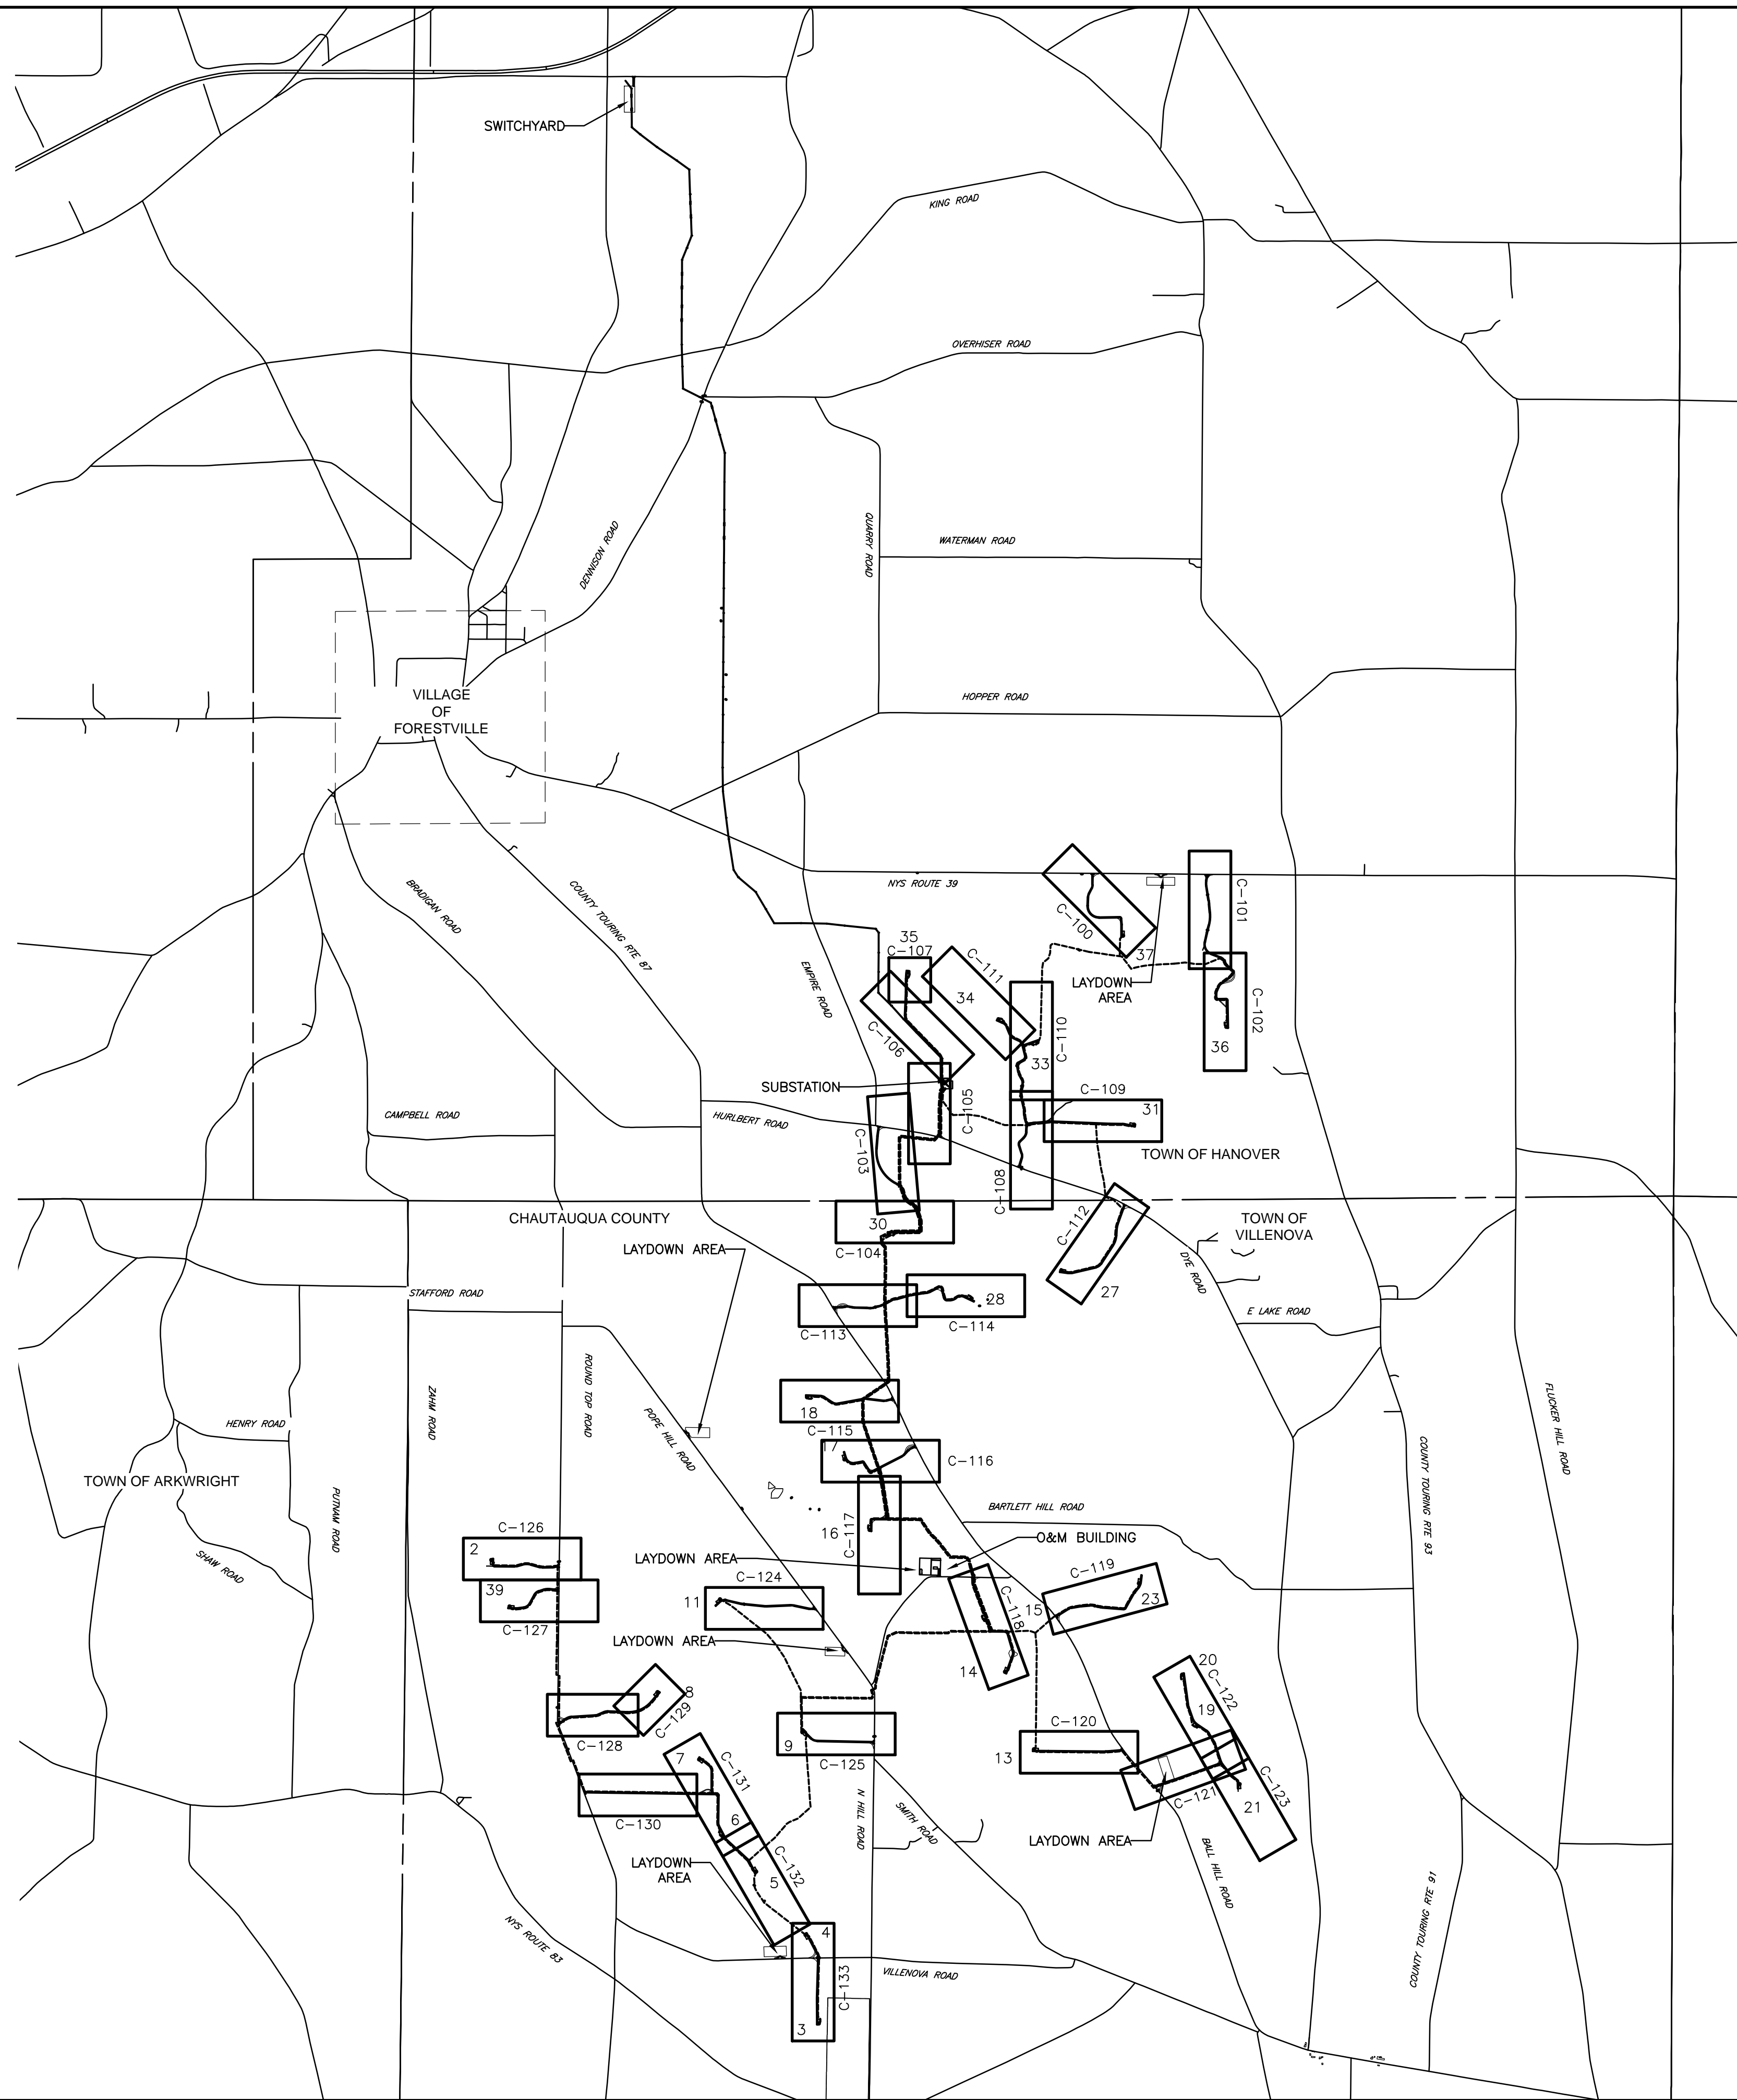 SWITCHYARD
KING ROAD
OVERHISER ROAD
DENNISON ROAD
QUARRY ROAD
WATERMAN ROAD
VILLAGE
OF
FORESTVILLE
HOPPER ROAD
BRADIGAN ROAD
COUNTY TOURING RTE 87
NYS ROUTE 39
C-100
37
C-101
LAYDOWN
AREA
C-102
36
35
C-107
C-111
34
EMPIRE ROAD
C-106
C-110
33
SUBSTATION
C-105
C-109
31
CAMPBELL ROAD
HURLBERT ROAD
C-103
C-108
TOWN OF HANOVER
CHAUTAUQUA COUNTY
30
C-104
C-112
27
TOWN OF
VILLENOVA
LAYDOWN AREA
DYE ROAD
STAFFORD ROAD
28
C-113
C-114
E LAKE ROAD
ZAHM ROAD
ROUND TOP ROAD
POPE HILL ROAD
18
C-115
HENRY ROAD
17
C-116
FLUCKER HILL ROAD
COUNTY TOURING RTE 93
TOWN OF ARKWRIGHT
PUTNAM ROAD
SHAW ROAD
BARTLETT HILL ROAD
16
C-117
O&M BUILDING
C-126
2
LAYDOWN AREA
39
C-127
C-124
11
C-119
23
15
C-118
14
LAYDOWN AREA
8
C-129
C-128
9
C-125
20
C-122
19
C-120
13
C-121
C-123
21
7
C-131
C-130
6
N HILL ROAD
SMITH ROAD
LAYDOWN AREA
BALL HILL ROAD
LAYDOWN
AREA
C-132
5
COUNTY TOURING RTE 91
NYS ROUTE 83
4
C-133
3
VILLENOVA ROAD